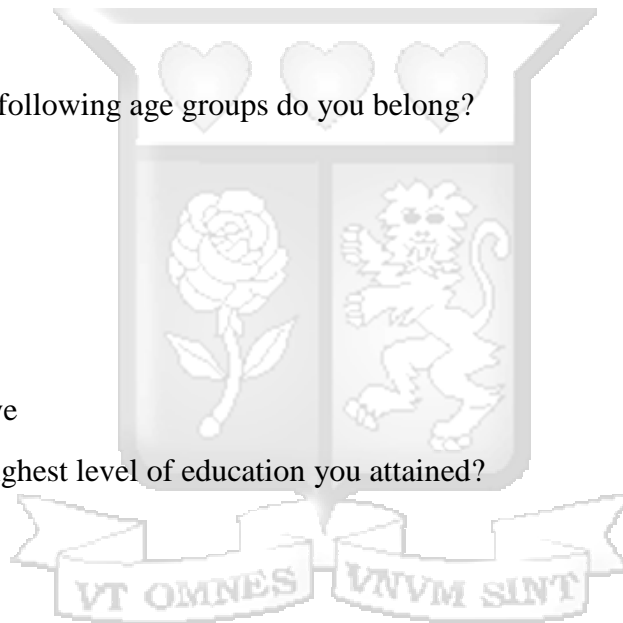 following age groups do you belong?
ve
ghest level of education you attained?
VT OMNES VNVM SINT